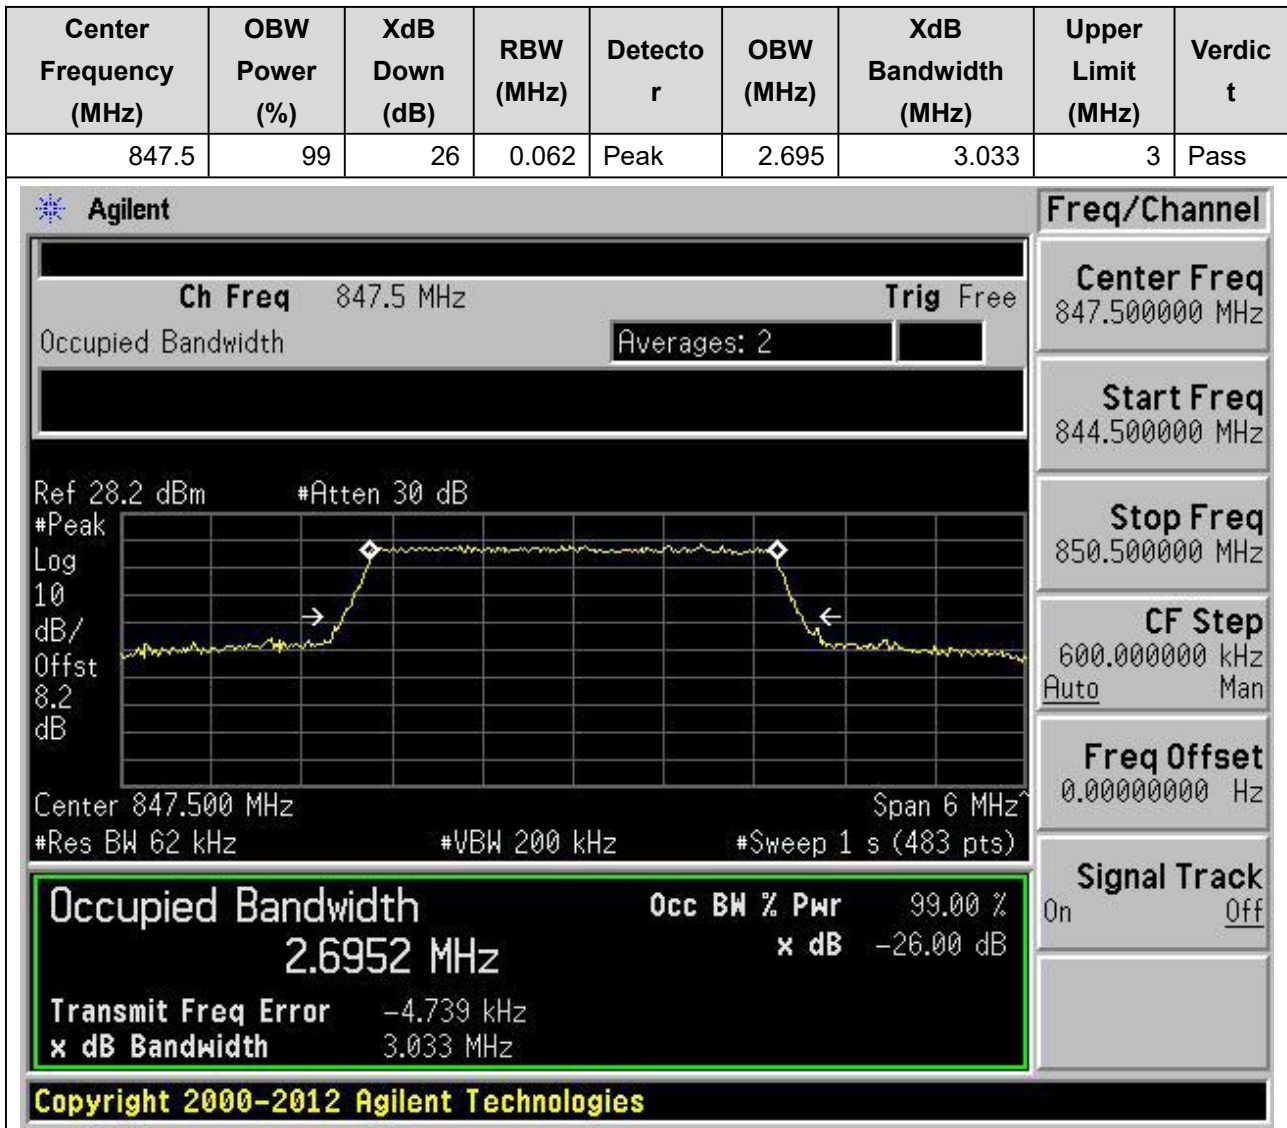 Center Frequency (MHz) OBW Power (%) XdB Down (dB) RBW (MHz) Detecto r OBW (MHz) XdB Bandwidth (MHz) Upper Limit (MHz) Verdic t
847.5 99 26 0.062 Peak 2.695 3.033 3 Pass
Agilent
Freq/Channel
Ch Freq 847.5 MHz Trig Free
Occupied Bandwidth Averages: 2
Center Freq
847.500000 MHz
Start Freq
844.500000 MHz
Stop Freq
850.500000 MHz
CF Step
600.000000 kHz
Auto Man
Freq Offset
0.00000000 Hz
Signal Track
On Off
Ref 28.2 dBm #Atten 30 dB
#Peak
Log
10
dB/
Offst
8.2
dB
Center 847.500 MHz Span 6 MHz^
#Res BW 62 kHz #VBW 200 kHz #Sweep 1 s (483 pts)
Occupied Bandwidth Occ BW % Pwr 99.00 %
2.6952 MHz x dB -26.00 dB
Transmit Freq Error -4.739 kHz
x dB Bandwidth 3.033 MHz
Copyright 2000-2012 Agilent Technologies